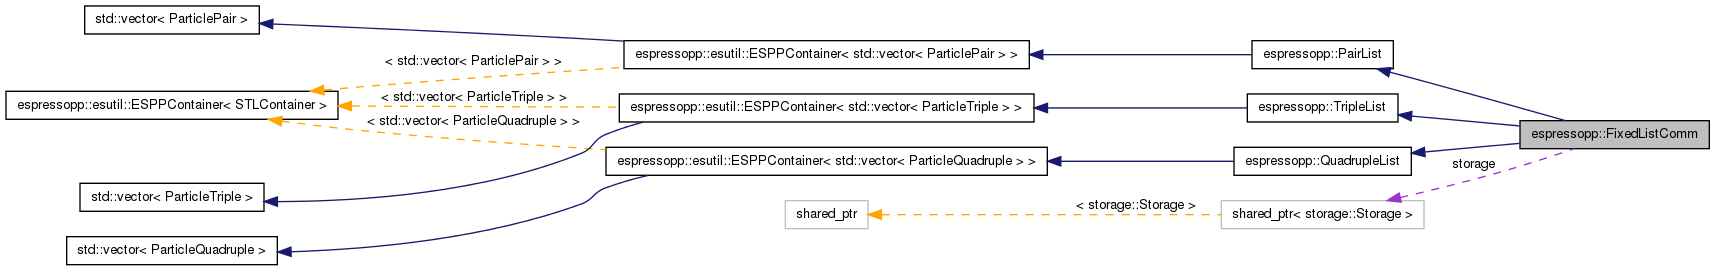 std::vector< ParticlePair >
espressopp::esutil::ESPPContainer< std::vector< ParticlePair > >
espressopp::PairList
< std::vector< ParticlePair > >
espressopp::esutil::ESPPContainer< STLContainer >
< std::vector< ParticleTriple > >
espressopp::esutil::ESPPContainer< std::vector< ParticleTriple > >
espressopp::TripleList
< std::vector< ParticleQuadruple > >
espressopp::FixedListComm
espressopp::esutil::ESPPContainer< std::vector< ParticleQuadruple > >
espressopp::QuadrupleList
storage
std::vector< ParticleTriple >
shared_ptr
< storage::Storage >
shared_ptr< storage::Storage >
std::vector< ParticleQuadruple >